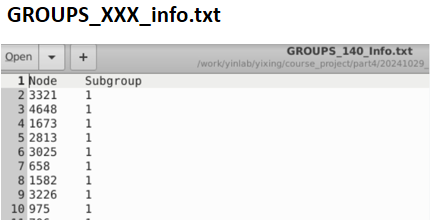 GROUPS_XXX_info.txt
Open
+
GROUPS_140_Info.txt
/work/yinlab/yixing/course_project/part4/20241029_
1 Node Subgroup
2 3321 1
3 4648 1
4 1673 1
5 2813 1
6 3025 1
7 658 1
8 1582 1
9 3226 1
10 975 1